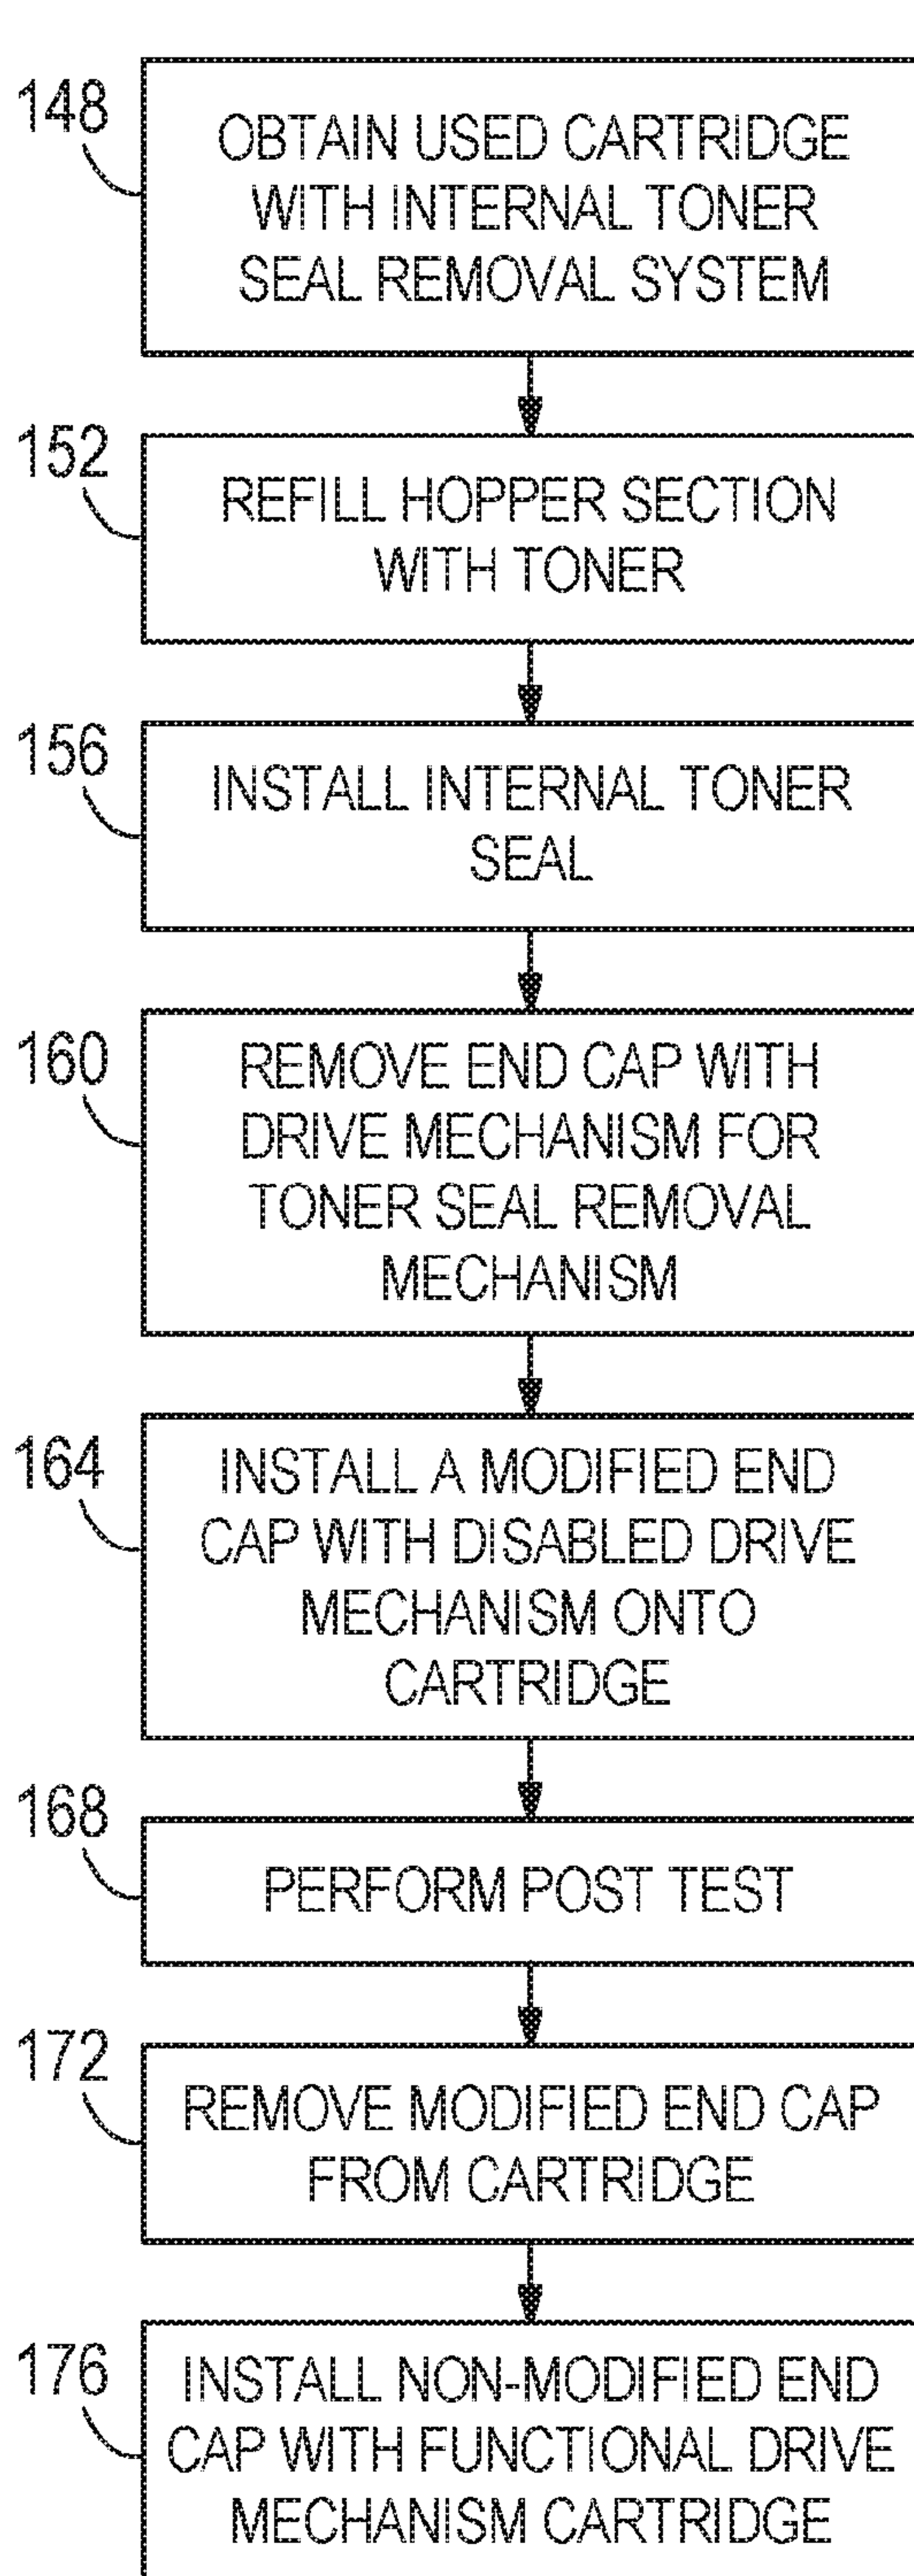 148
OBTAIN USED CARTRIDGE
WITH INTERNAL TONER
SEAL REMOVAL SYSTEM
152
REFILL HOPPER SECTION
WITH TONER
156
INSTALL INTERNAL TONER
SEAL
160
REMOVE END CAP WITH
DRIVE MECHANISM FOR
TONER SEAL REMOVAL
MECHANISM
164
INSTALL A MODIFIED END
CAP WITH DISABLED DRIVE
MECHANISM ONTO
CARTRIDGE
168
PERFORM POST TEST
172
REMOVE MODIFIED END CAP
FROM CARTRIDGE
176
INSTALL NON-MODIFIED END
CAP WITH FUNCTIONAL DRIVE
MECHANISM CARTRIDGE